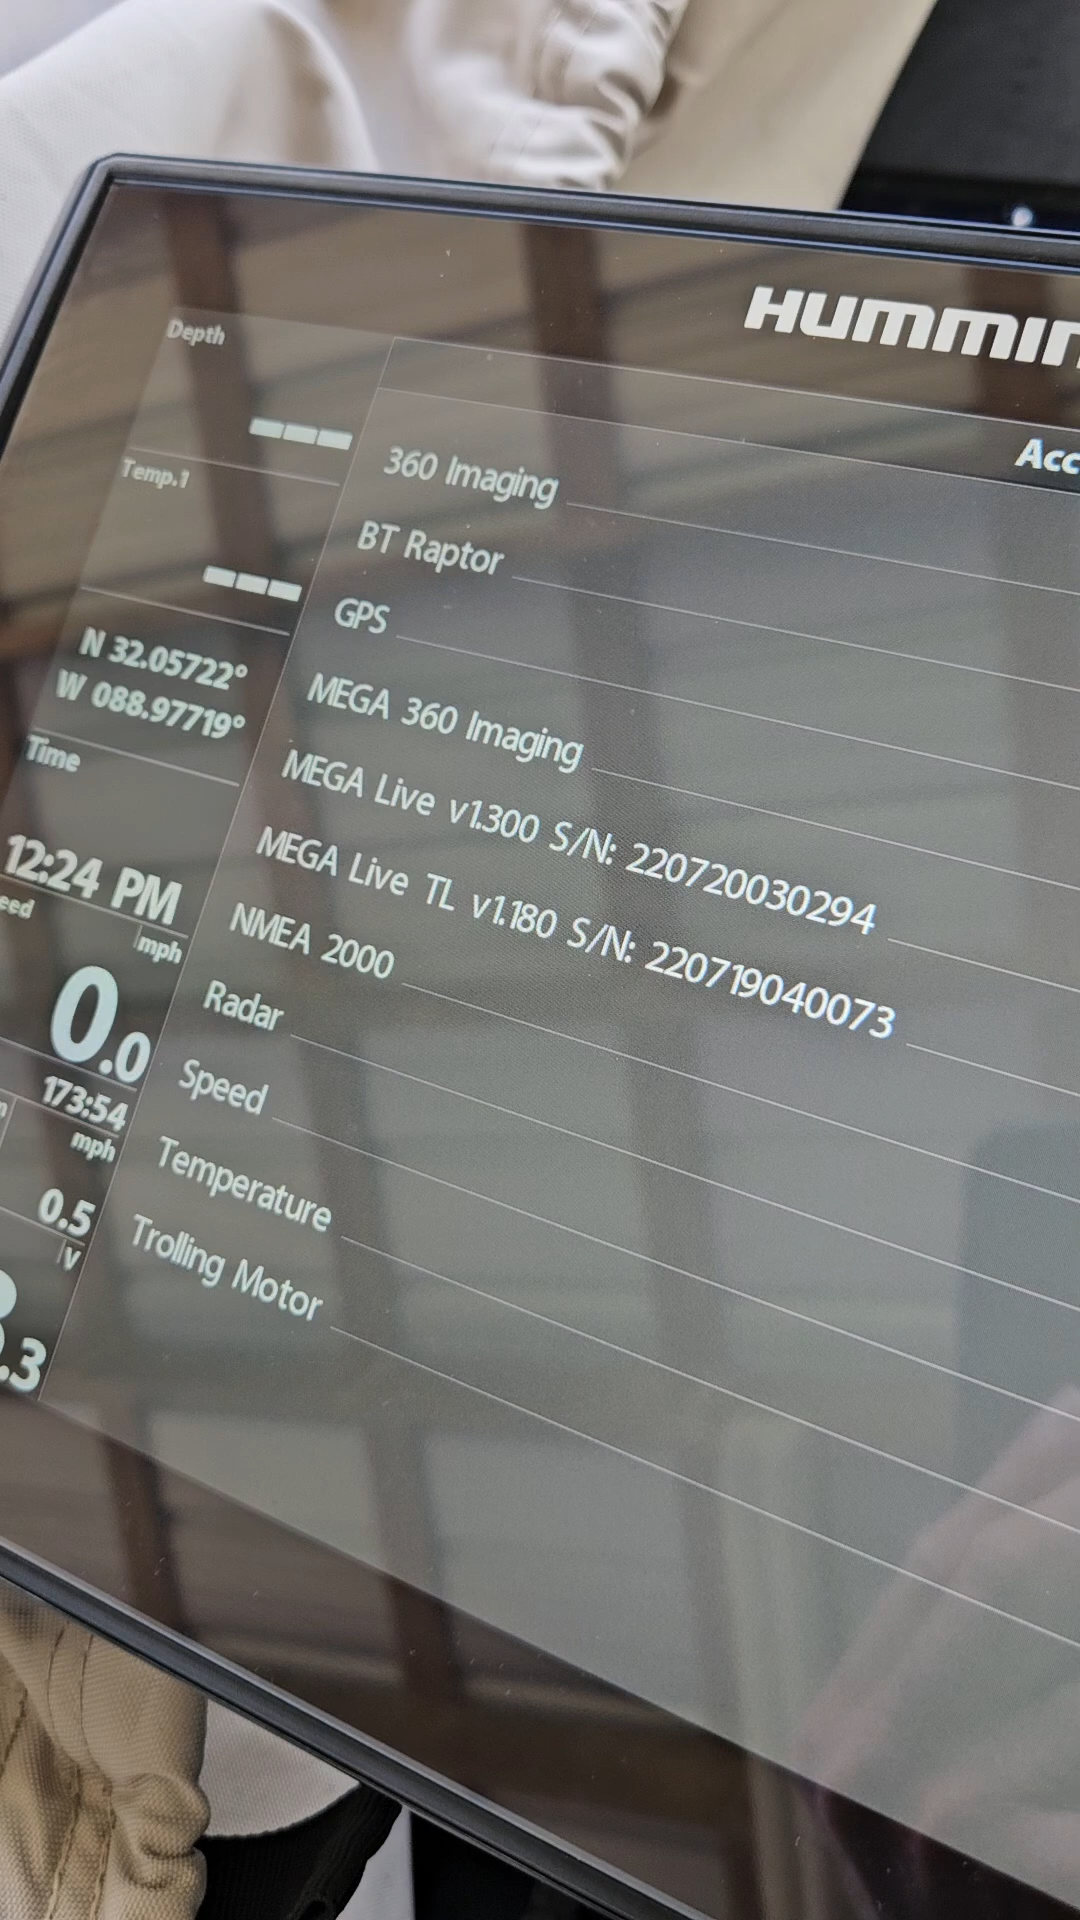 HUMMIN
Acc
Depth
---
Temp.1
---
N 32.05722°
W 088.97719°
Time
12:24 PM
eed
mph
0.0
173:54
mph
0.5
V
.3
360 Imaging
BT Raptor
GPS
MEGA 360 Imaging
MEGA Live v1.300 S/N: 220720030294
MEGA Live TL v1.180 S/N: 220719040073
NMEA 2000
Radar
Speed
Temperature
Trolling Motor